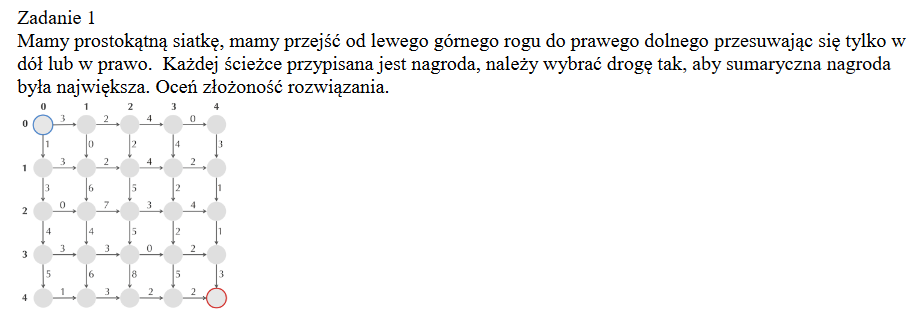 Zadanie 1
Mamy prostokątną siatkę, mamy przejść od lewego górnego rogu do prawego dolnego przesuwając się tylko w
dół lub w prawo.  Każdej ścieżce przypisana jest nagroda, należy wybrać drogę tak, aby sumaryczna nagroda
była największa. Oceń złożoność rozwiązania.
0 1 2 3 4
0 3 2 4 0
1 0 2 4 3
1 3 2 4 2
3 6 5 2 1
2 0 7 3 4
4 4 5 2 1
3 3 3 0 2
5 6 8 5 3
4 1 3 2 2